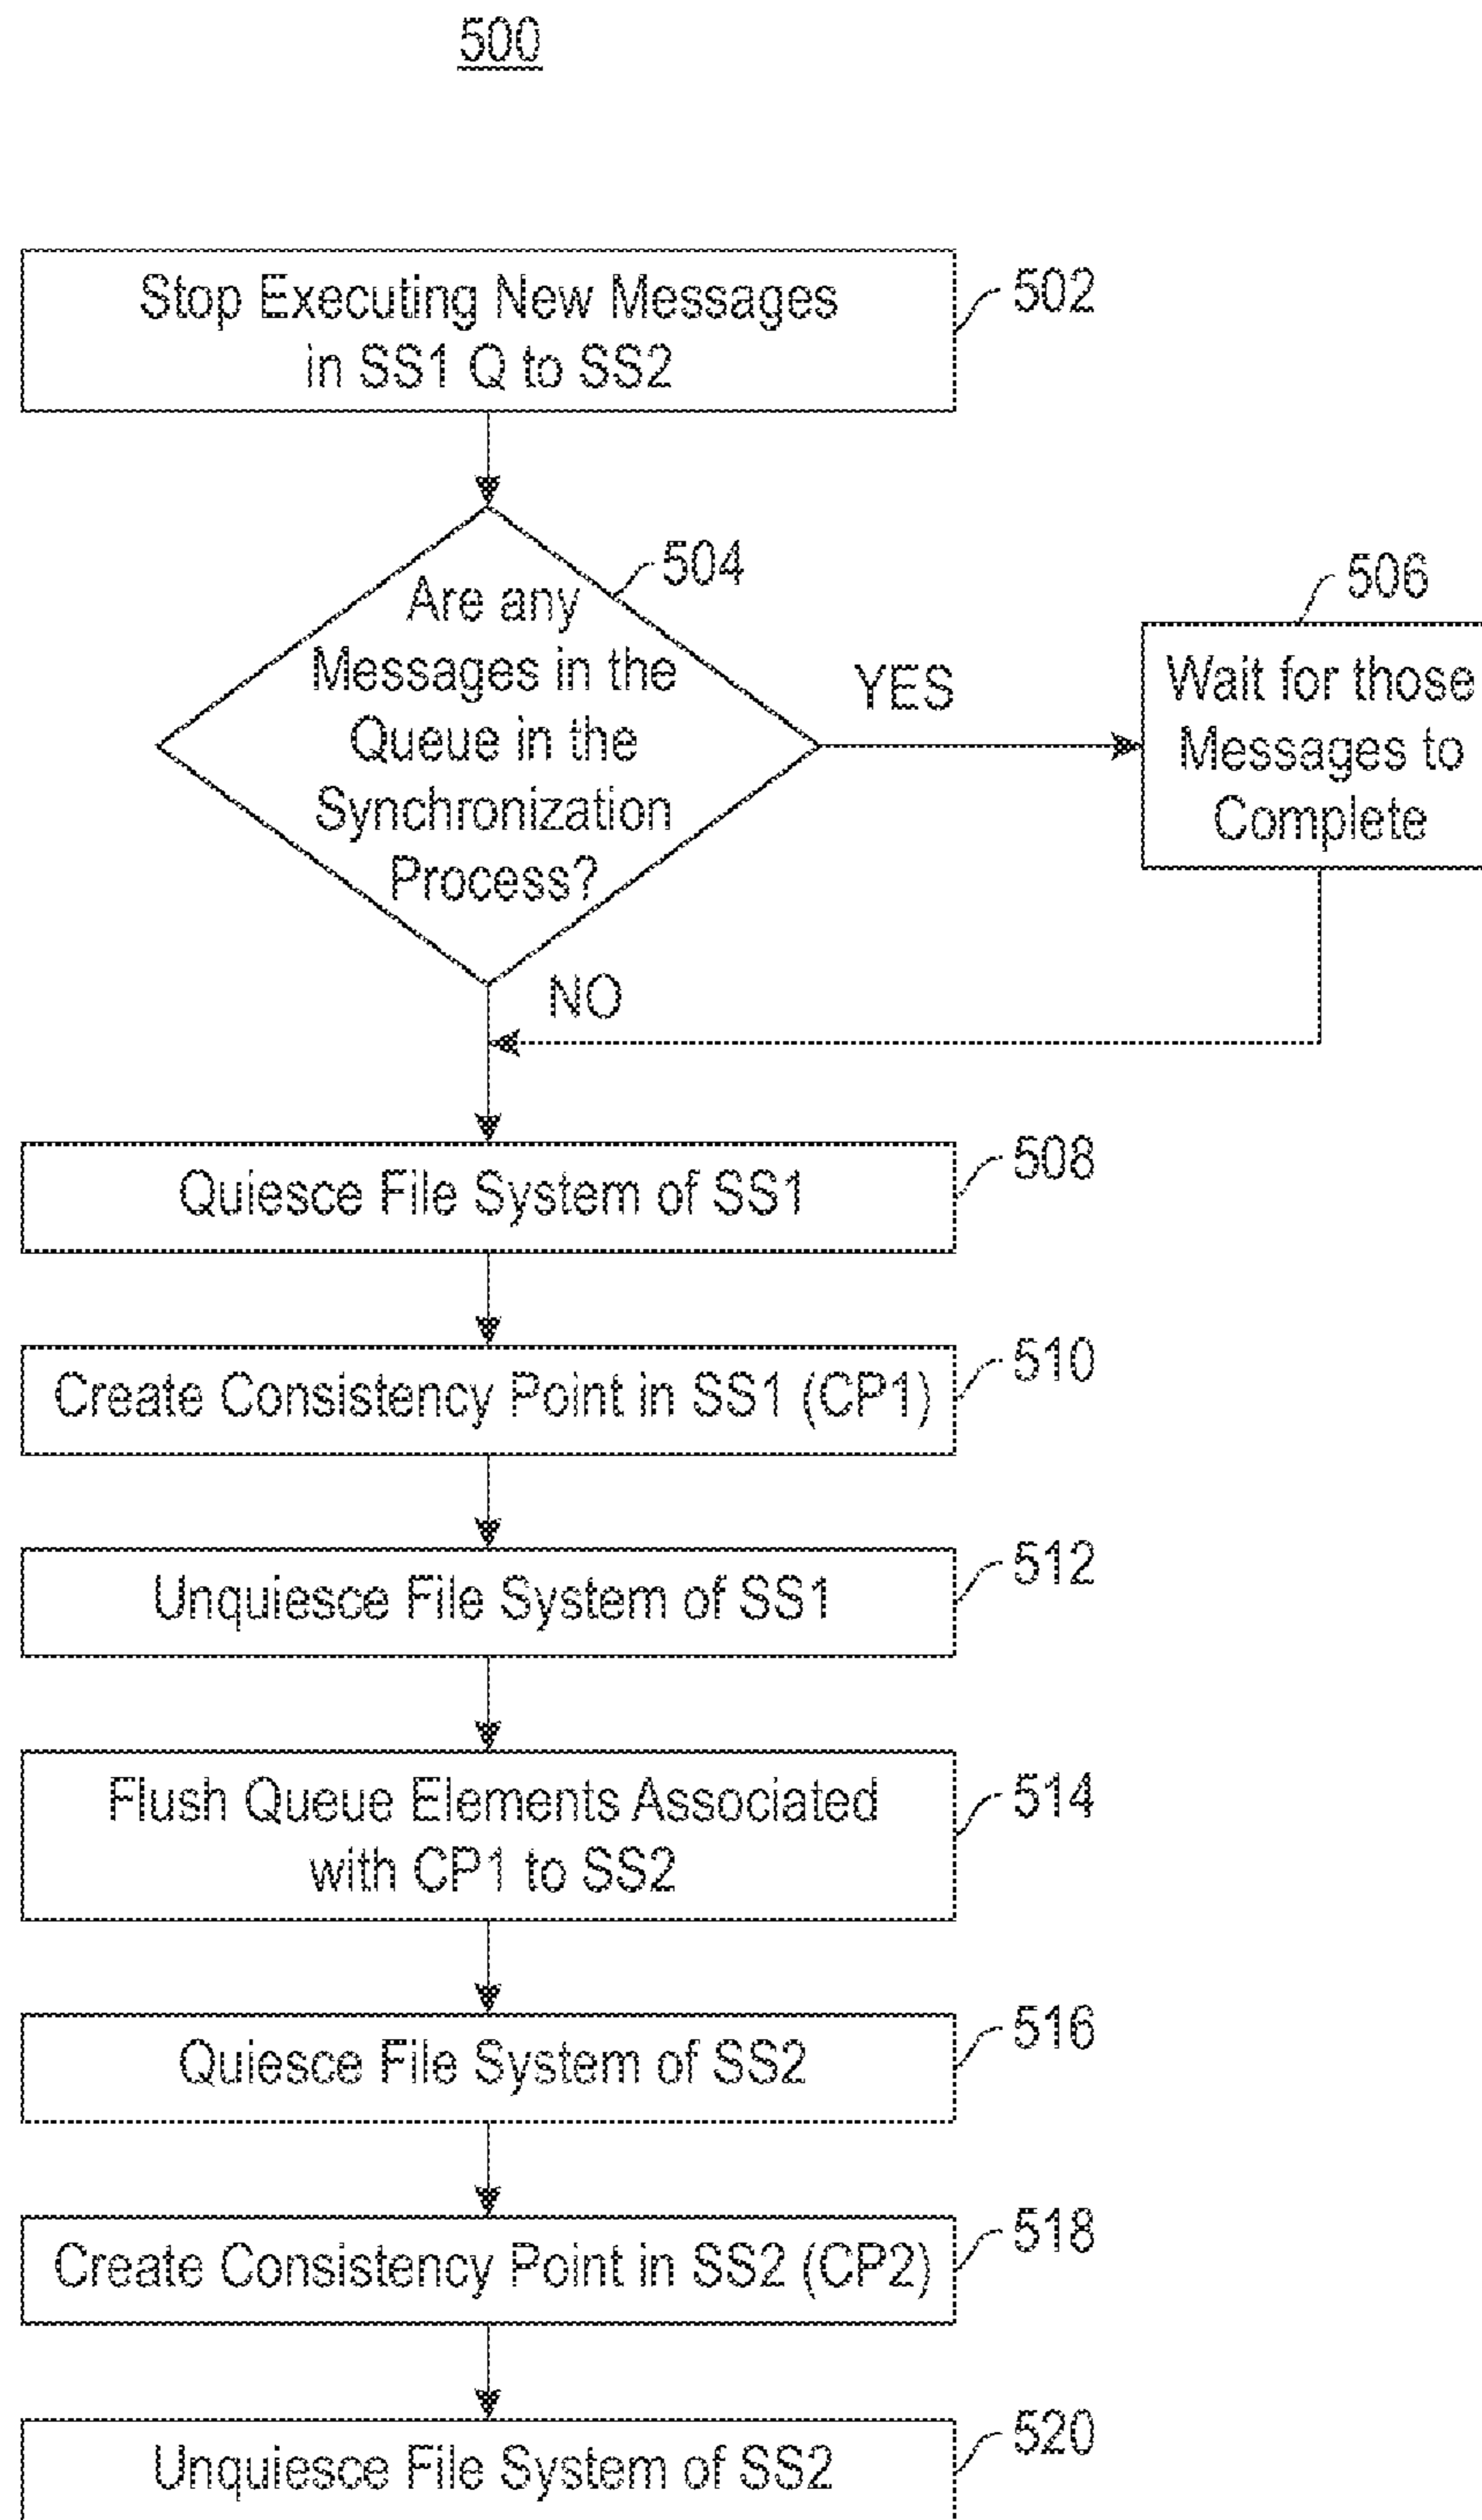 500
Stop Executing New Messages
in SS1 Q to SS2
502
504
Are any
Messages in the
Queue in the
Synchronization
Process?
YES
506
Wait for those
Messages to
Complete
NO
Quiesce File System of SS1
508
Create Consistency Point in SS1 (CP1)
510
Unquiesce File System of SS1
512
Flush Queue Elements Associated
with CP1 to SS2
514
Quiesce File System of SS2
516
Create Consistency Point in SS2 (CP2)
518
Unquiesce File System of SS2
520